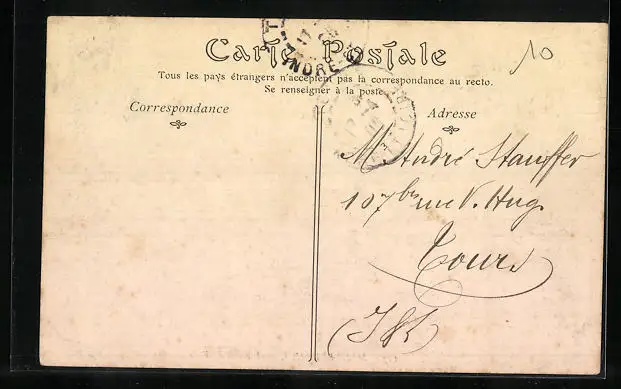 10
Carte Postale
Tous les pays étrangers n'acceptent pas la correspondance au recto.
Se renseigner à la poste
Correspondance
Adresse
M. André Stauffer
107 bis rue V. Hugo
Tours
I&L
INDRE